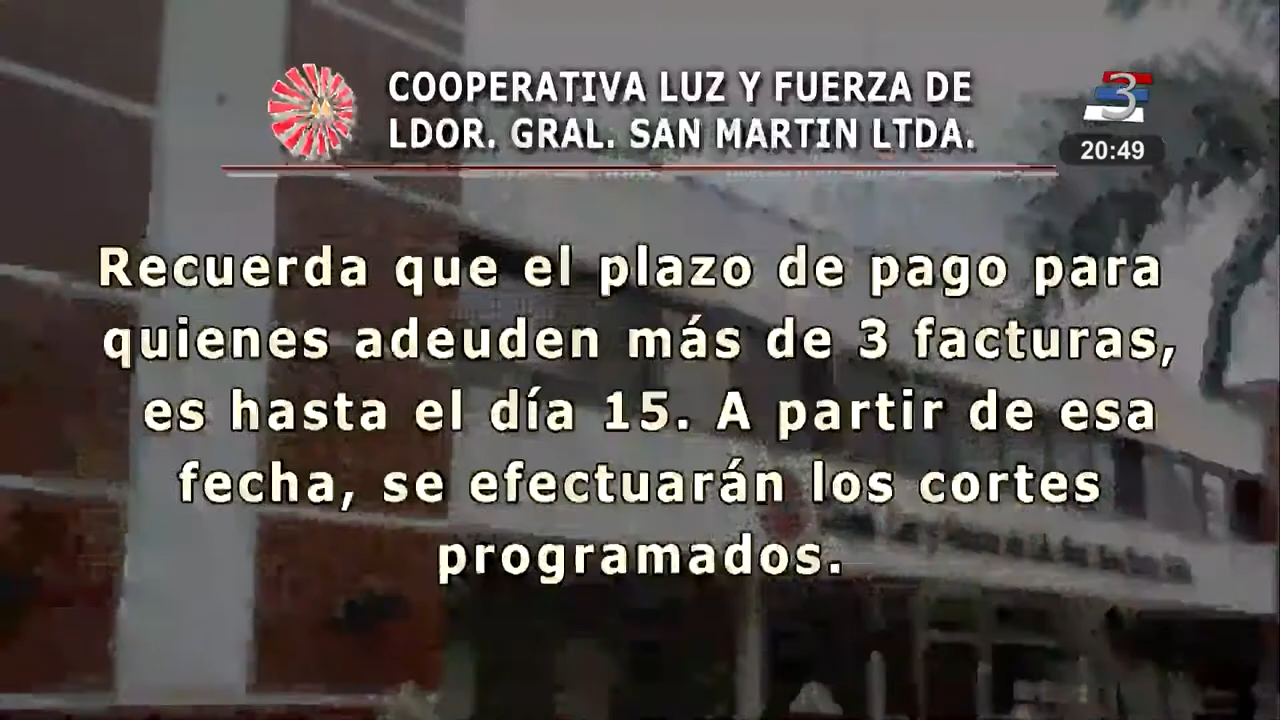 COOPERATIVA LUZ Y FUERZA DE
LDOR. GRAL. SAN MARTIN LTDA.
3
20:49
Recuerda que el plazo de pago para
quienes adeuden más de 3 facturas,
es hasta el día 15. A partir de esa
fecha, se efectuarán los cortes
programados.